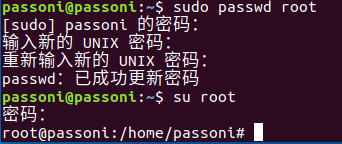 passoni@passoni:~$ sudo passwd root
[sudo] passoni 的密码：
输入新的 UNIX 密码：
重新输入新的 UNIX 密码：
passwd：已成功更新密码
passoni@passoni:~$ su root
密码：
root@passoni:/home/passoni#